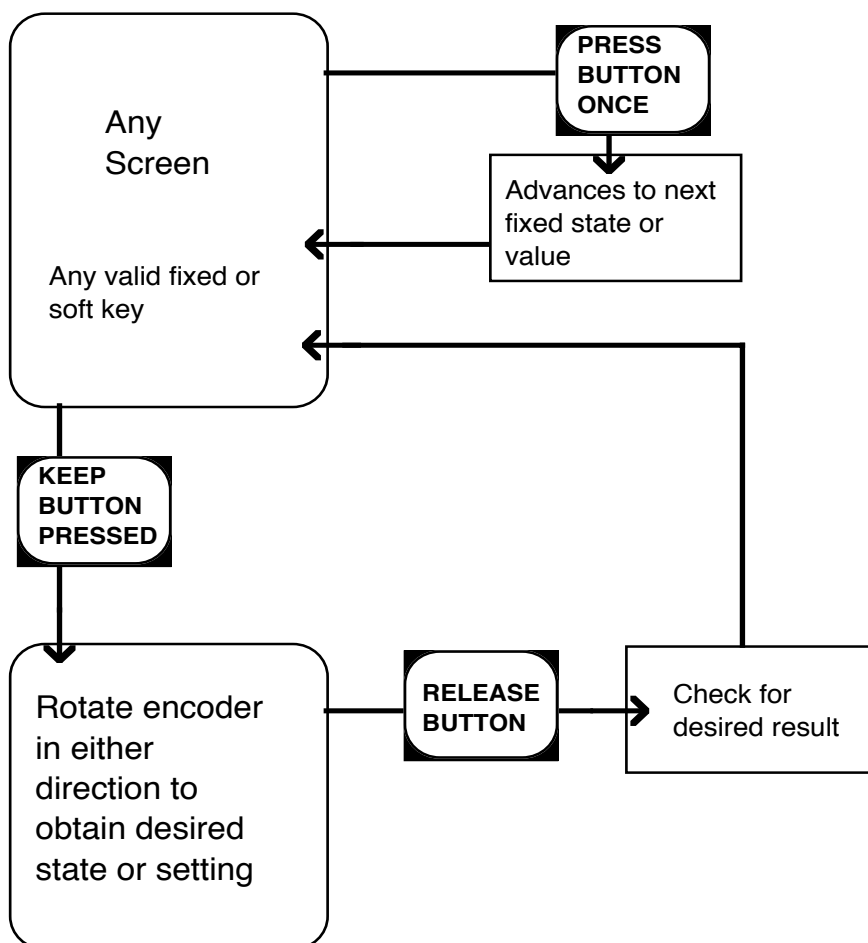 Any
Screen
Any valid fixed or
soft key
PRESS
BUTTON
ONCE
Advances to next
fixed state or
value
KEEP
BUTTON
PRESSED
Rotate encoder
in either
direction to
obtain desired
state or setting
RELEASE
BUTTON
Check for
desired result